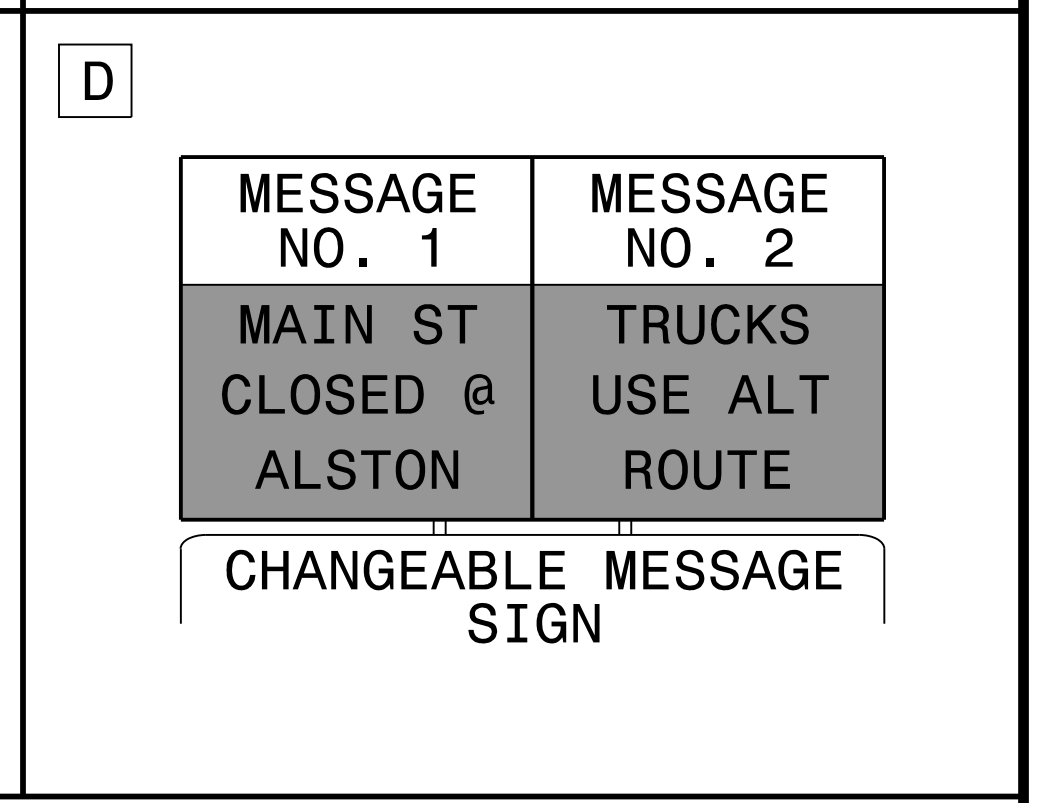 D
MESSAGE NO. 1
MESSAGE NO. 2
MAIN ST
CLOSED @
ALSTON
TRUCKS
USE ALT
ROUTE
CHANGEABLE MESSAGE
SIGN